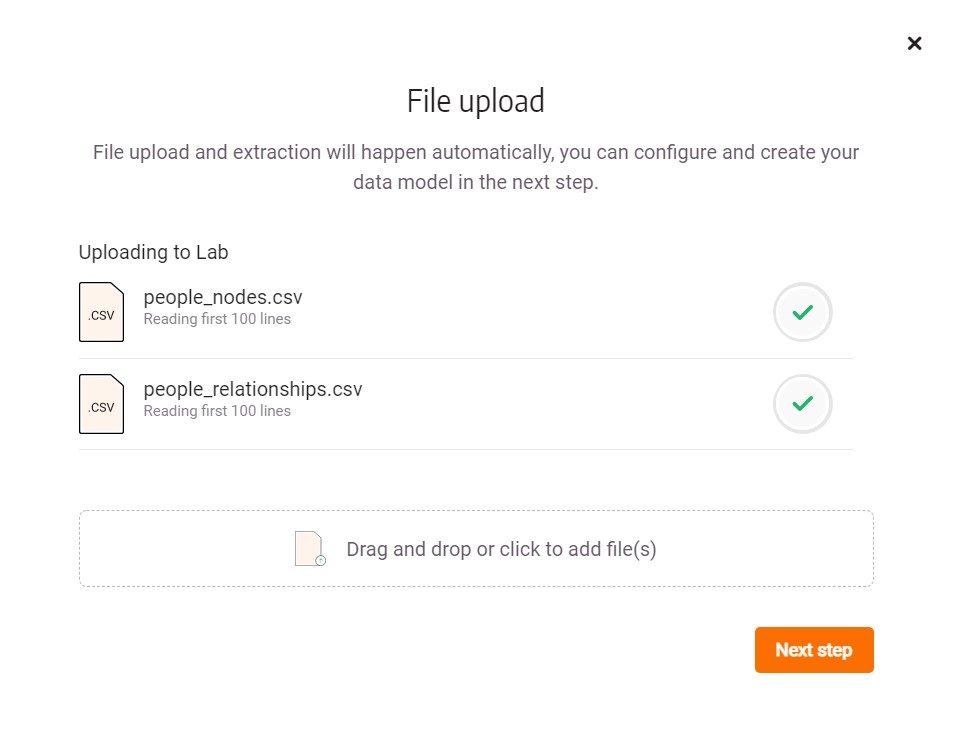 File upload
File upload and extraction will happen automatically, you can configure and create your
data model in the next step.
Uploading to Lab
.CSV
people_nodes.csv
Reading first 100 lines
.CSV
people_relationships.csv
Reading first 100 lines
Drag and drop or click to add file(s)
Next step